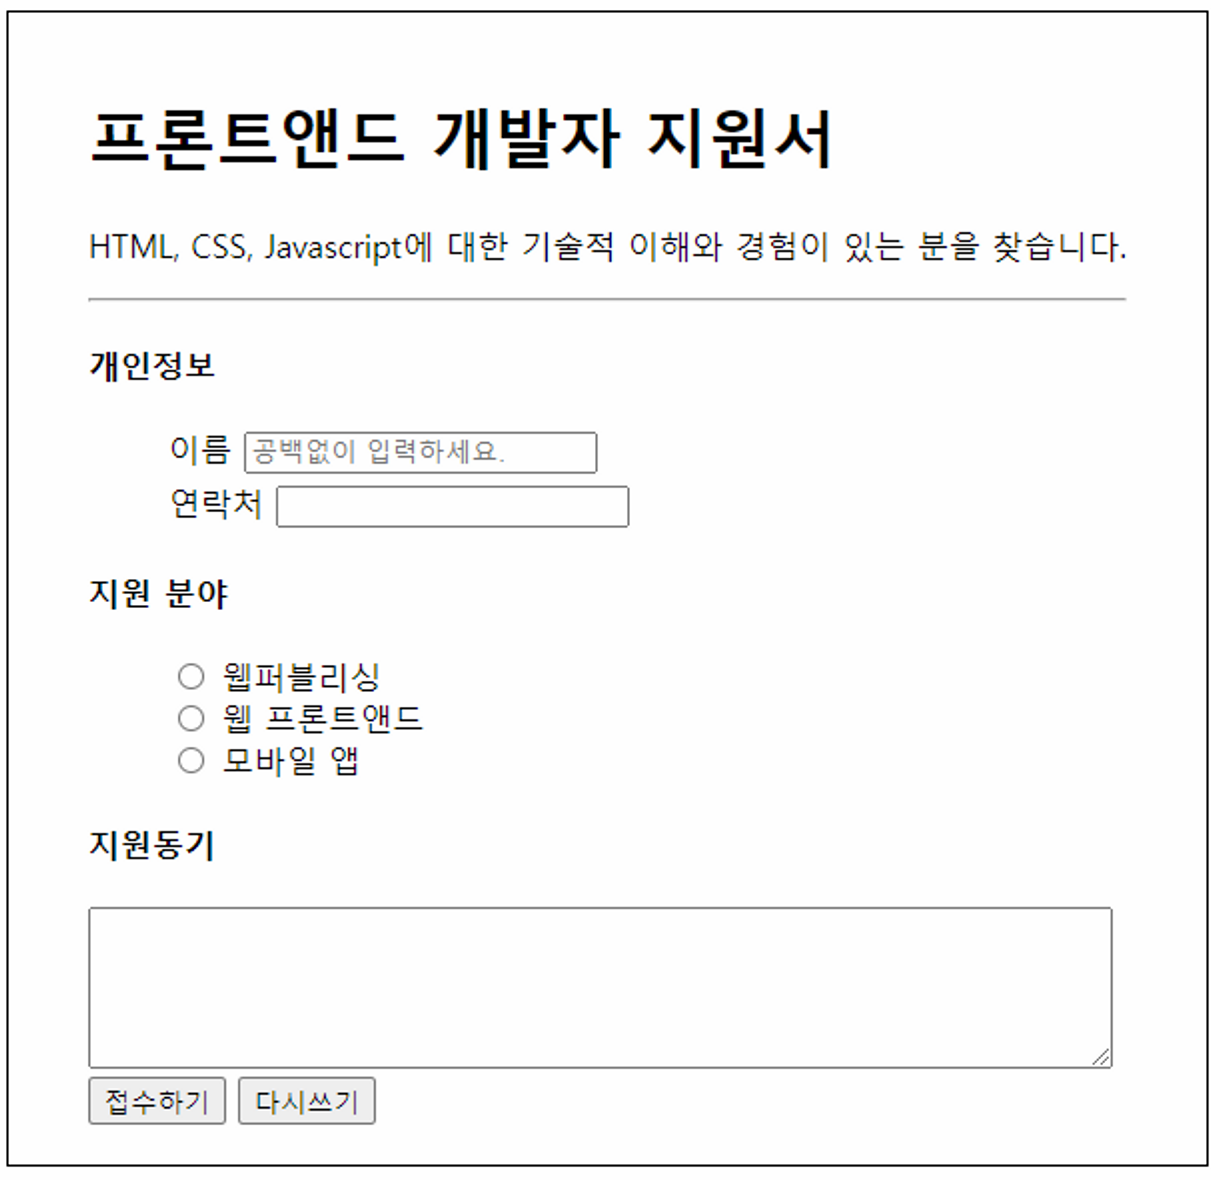 프론트앤드 개발자 지원서
HTML, CSS, Javascript에 대한 기술적 이해와 경험이 있는 분을 찾습니다.
개인정보
이름 공백없이 입력하세요.
연락처
지원 분야
웹퍼블리싱
웹 프론트앤드
모바일 앱
지원동기
접수하기 다시쓰기